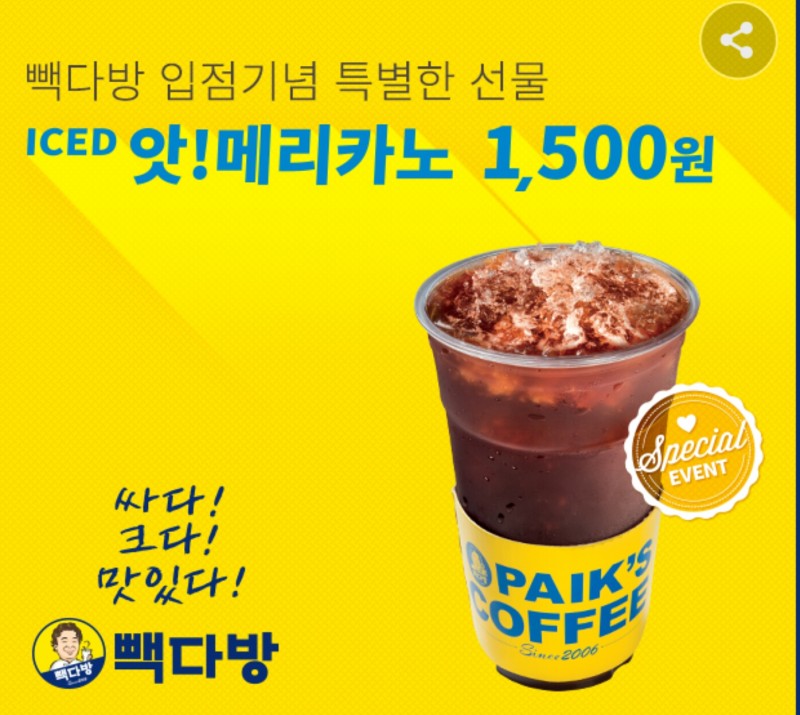 빽다방 입점기념 특별한 선물
ICED 앗!메리카노 1,500원
Special
EVENT
PAIK'S
COFFEE
Since 2006
싸다!
크다!
맛있다!
빽다방
빽다방